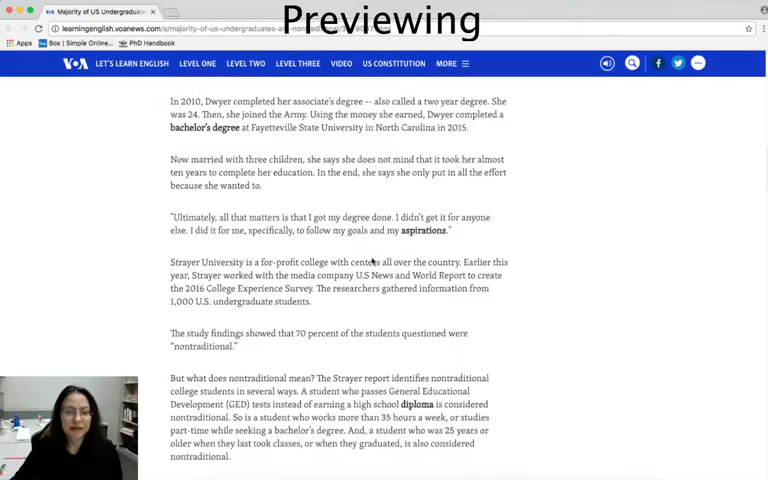 Majority of US Undergraduate
Previewing
learningenglish.voanews.com/a/majority-of-us-undergraduates-are-nontraditional
Apps
Box | Simple Online...
PhD Handbook
VOA
LET'S LEARN ENGLISH
LEVEL ONE
LEVEL TWO
LEVEL THREE
VIDEO
US CONSTITUTION
MORE
In 2010, Dwyer completed her associate's degree -- also called a two year degree. She
was 24. Then, she joined the Army. Using the money she earned, Dwyer completed a
bachelor's degree at Fayetteville State University in North Carolina in 2015.
Now married with three children, she says she does not mind that it took her almost
ten years to complete her education. In the end, she says she only put in all the effort
because she wanted to.
"Ultimately, all that matters is that I got my degree done. I didn't get it for anyone
else. I did it for me, specifically, to follow my goals and my aspirations."
Strayer University is a for-profit college with centers all over the country. Earlier this
year, Strayer worked with the media company U.S News and World Report to create
the 2016 College Experience Survey. The researchers gathered information from
1,000 U.S. undergraduate students.
The study findings showed that 70 percent of the students questioned were
“nontraditional.”
But what does nontraditional mean? The Strayer report identifies nontraditional
college students in several ways. A student who passes General Educational
Development (GED) tests instead of earning a high school diploma is considered
nontraditional. So is a student who works more than 35 hours a week, or studies
part-time while seeking a bachelor's degree. And, a student who was 25 years or
older when they last took classes, or when they graduated, is also considered
nontraditional.